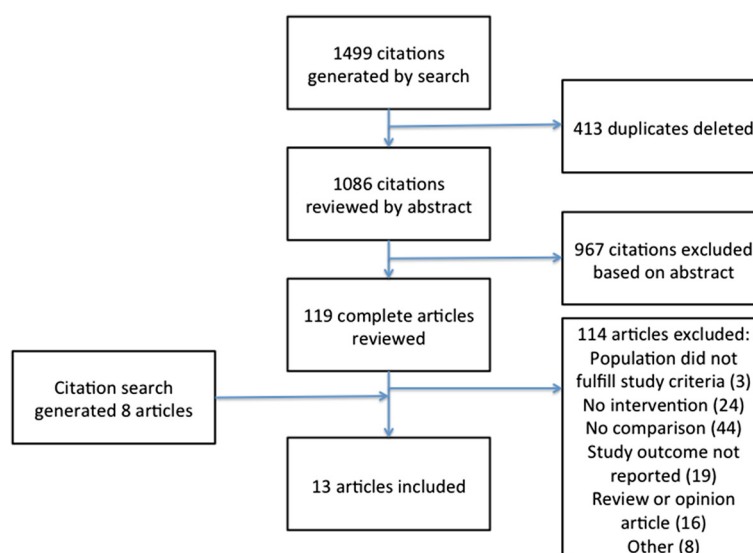 1499 citations
generated by search
413 duplicates deleted
1086 citations
reviewed by abstract
967 citations excluded
based on abstract
119 complete articles
reviewed
114 articles excluded:
Population did not
fulfill study criteria (3)
No intervention (24)
No comparison (44)
Study outcome not
reported (19)
Review or opinion
article (16)
Other (8)
Citation search
generated 8 articles
13 articles included